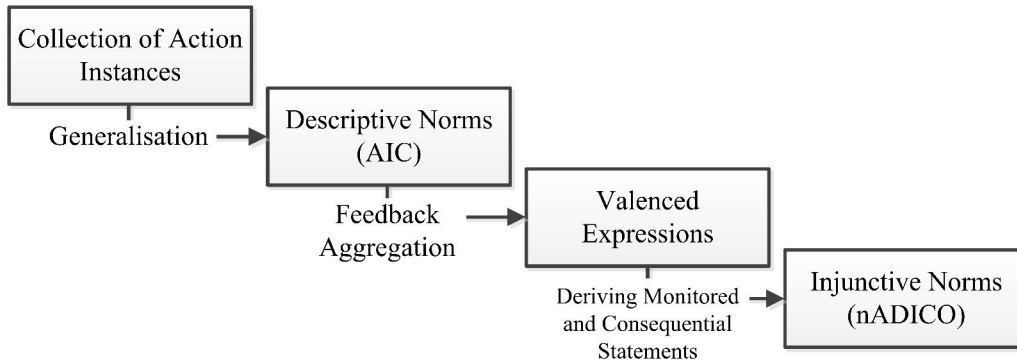 Collection of Action
Instances
Generalisation
Descriptive Norms
(AIC)
Feedback
Aggregation
Valenced
Expressions
Deriving Monitored
and Consequential
Statements
Injunctive Norms
(nADICO)